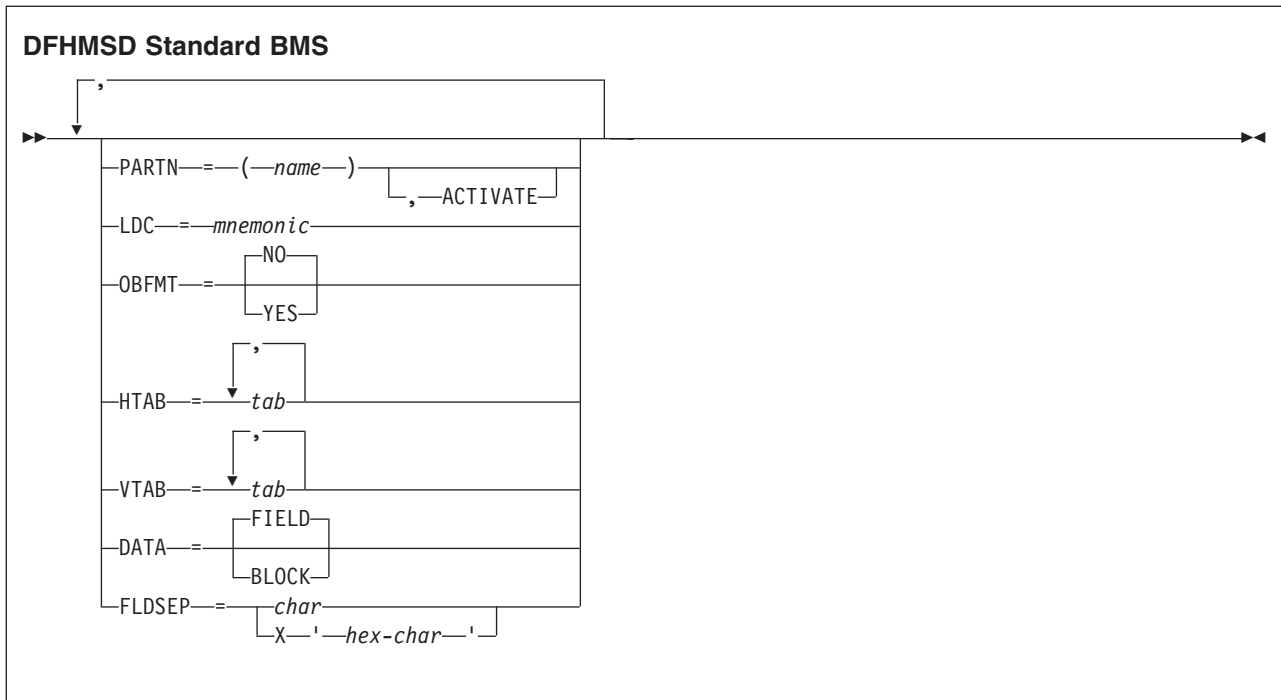 DFHMSD Standard BMS
,
PARTN = ( name )
, ACTIVATE
LDC = mnemonic
NO
OBFMT =
YES
,
HTAB = tab
,
VTAB = tab
FIELD
DATA =
BLOCK
FLDSEP = char
X ' hex-char '